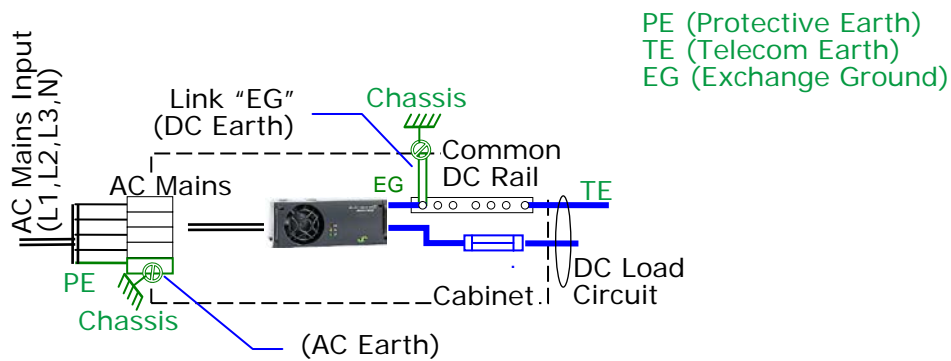 PE (Protective Earth)
TE (Telecom Earth)
EG (Exchange Ground)
AC Mains Input
(L1,L2,L3,N)
Link “EG”
(DC Earth)
Chassis
Common
DC Rail
AC Mains
EG
TE
PE
Chassis
Cabinet
DC Load
Circuit
(AC Earth)